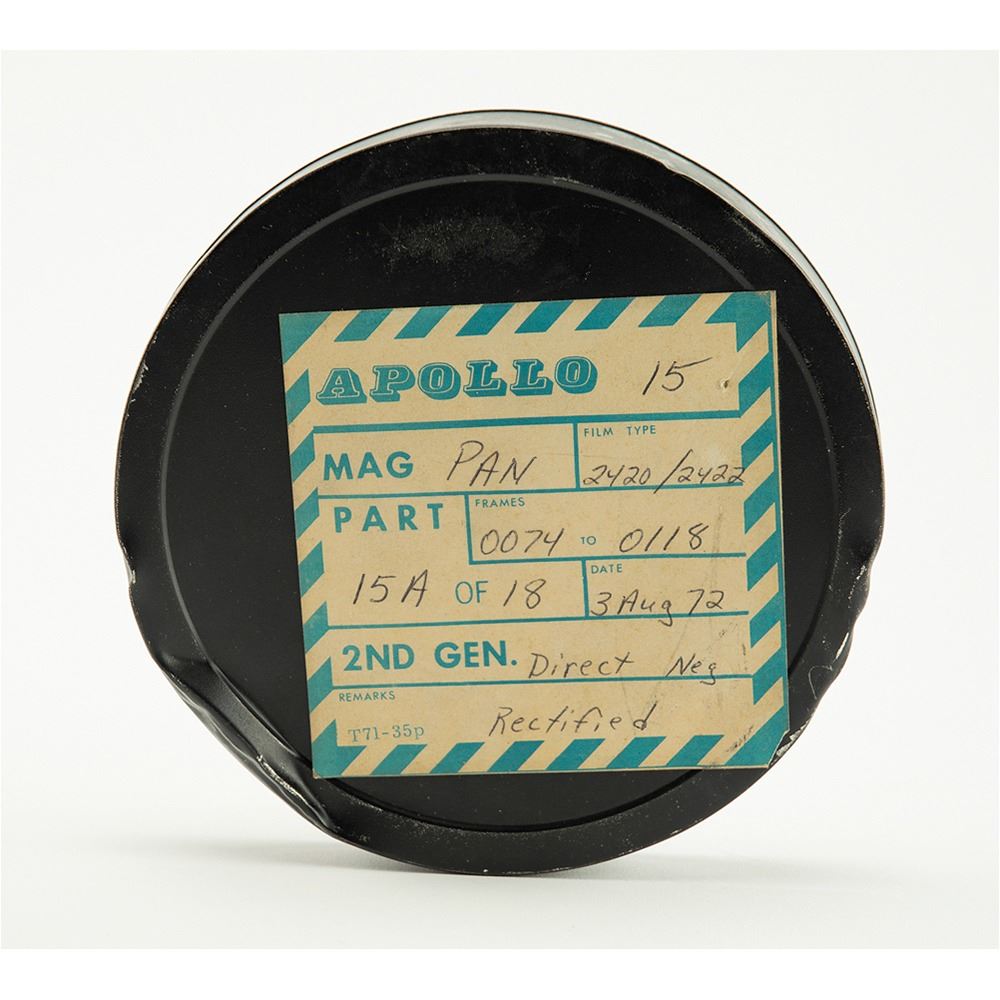 APOLLO 15
MAG PAN
FILM TYPE
2420/2422
PART
FRAMES
0074 TO 0118
15A OF 18
DATE
3 Aug 72
2ND GEN. Direct Neg
REMARKS
Rectified
T71-35p